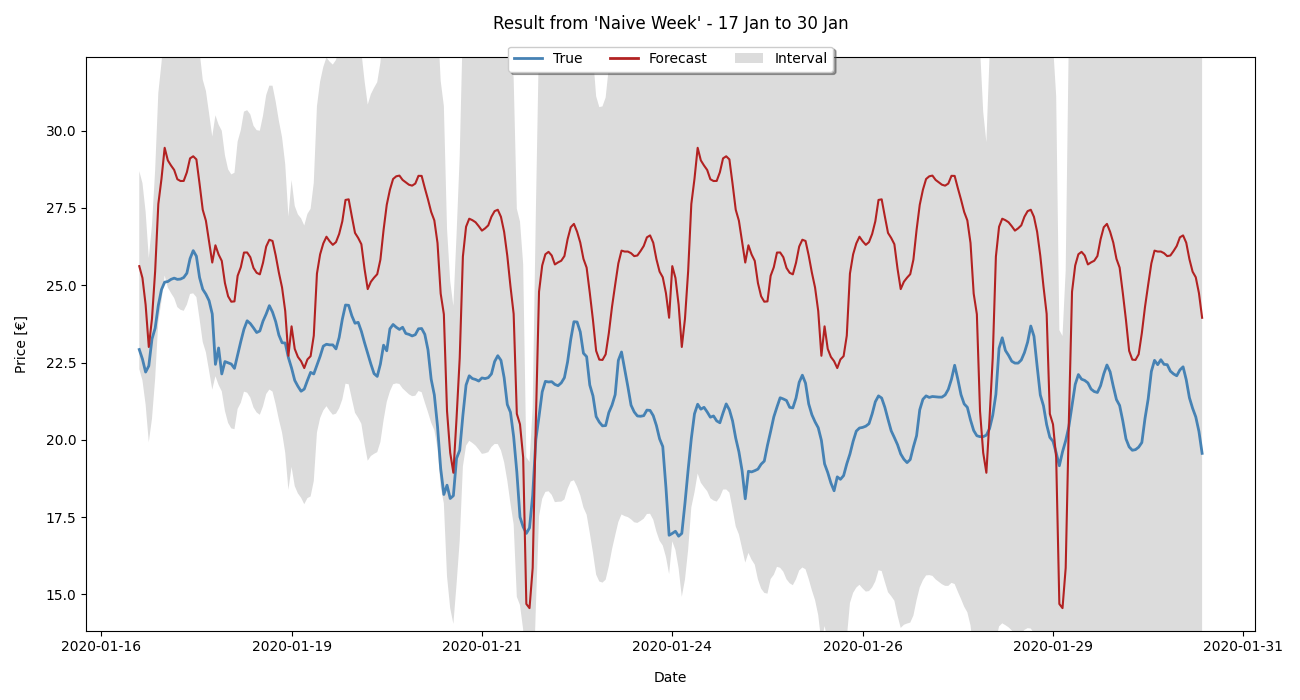 Result from 'Naive Week' - 17 Jan to 30 Jan
True Forecast Interval
Price [€]
30.0
27.5
25.0
22.5
20.0
17.5
15.0
2020-01-16 2020-01-19 2020-01-21 2020-01-24 2020-01-26 2020-01-29 2020-01-31
Date